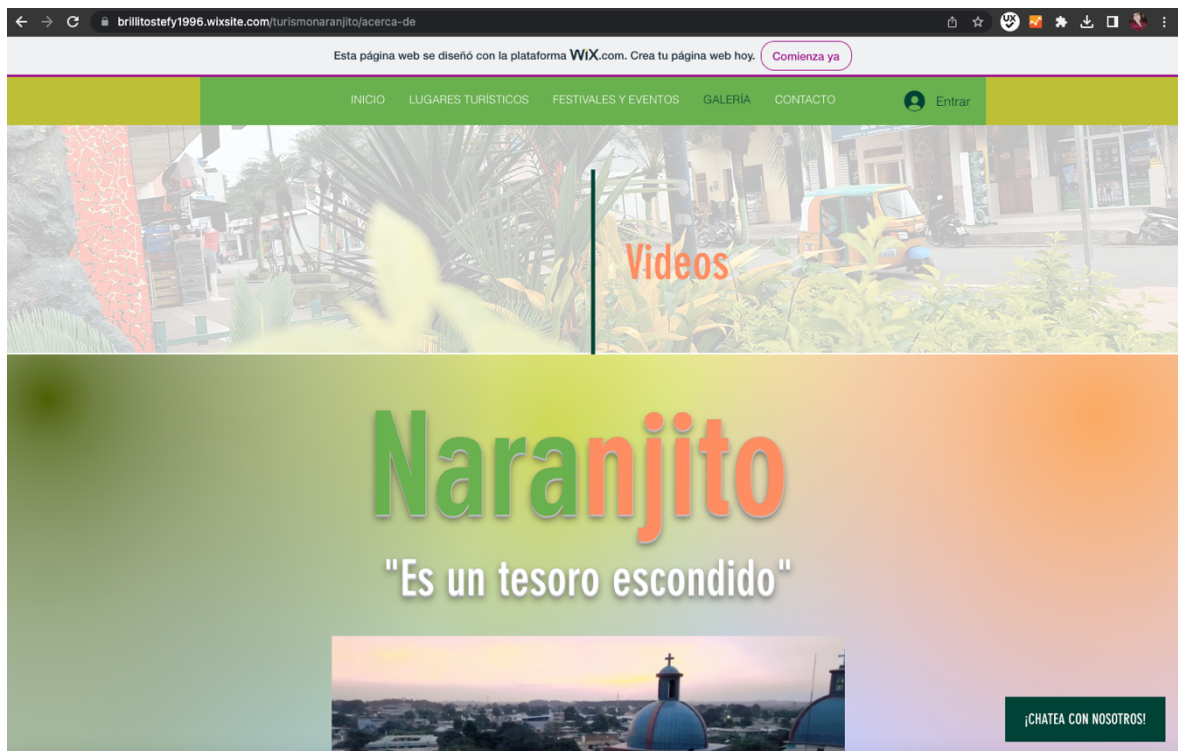 brillitostefy1996.wixsite.com/turismonaranjito/acerca-de
Esta página web se diseñó con la plataforma WiX.com. Crea tu página web hoy. Comienza ya
INICIO LUGARES TURÍSTICOS FESTIVALES Y EVENTOS GALERÍA CONTACTO Entrar
Videos
Naranjito
"Es un tesoro escondido"
¡CHATEA CON NOSOTROS!